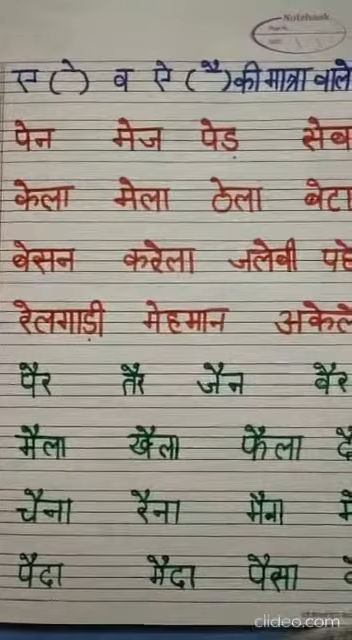 Notebook
ए ( े ) व ऐ ( ै ) की मात्रा वाले
पेन मेज पेड़ सेब
केला मेला ठेला बेटा
बेसन करेला जलेबी
रेलगाड़ी मेहमान अकेले
पैर तैर जैन वैर
मैला थैला फैला
चैना रैना मैना
पैदा मैदा पैसा
clideo.com